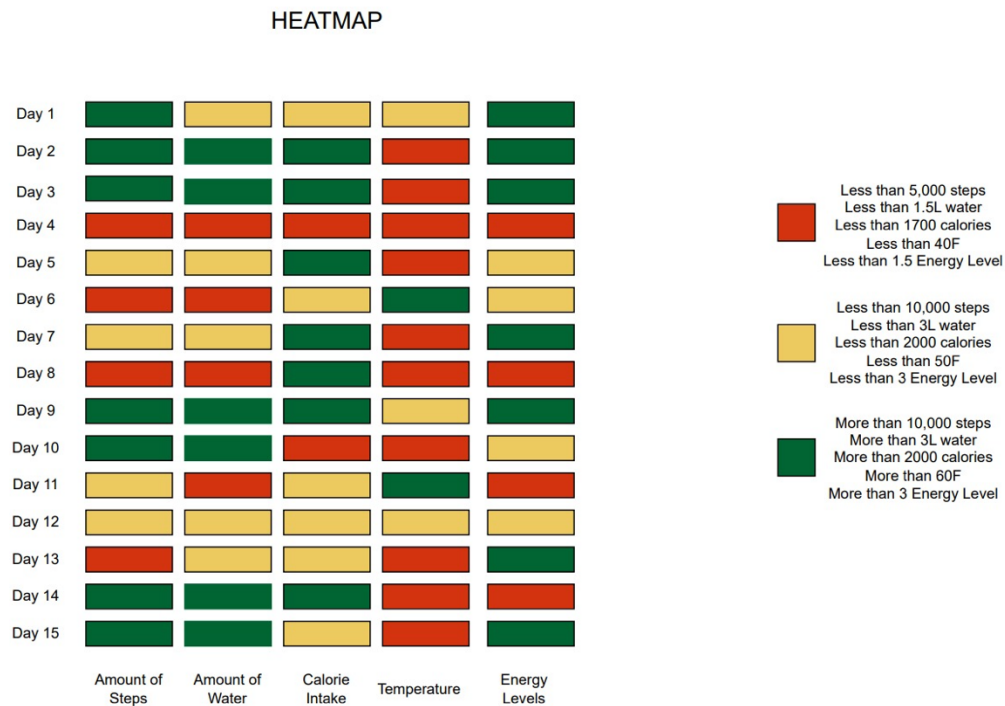 HEATMAP
Day 1
Day 2
Day 3
Day 4
Day 5
Day 6
Day 7
Day 8
Day 9
Day 10
Day 11
Day 12
Day 13
Day 14
Day 15
Amount of
Steps
Amount of
Water
Calorie
Intake
Temperature
Energy
Levels
Less than 5,000 steps
Less than 1.5L water
Less than 1700 calories
Less than 40F
Less than 1.5 Energy Level
Less than 10,000 steps
Less than 3L water
Less than 2000 calories
Less than 50F
Less than 3 Energy Level
More than 10,000 steps
More than 3L water
More than 2000 calories
More than 60F
More than 3 Energy Level